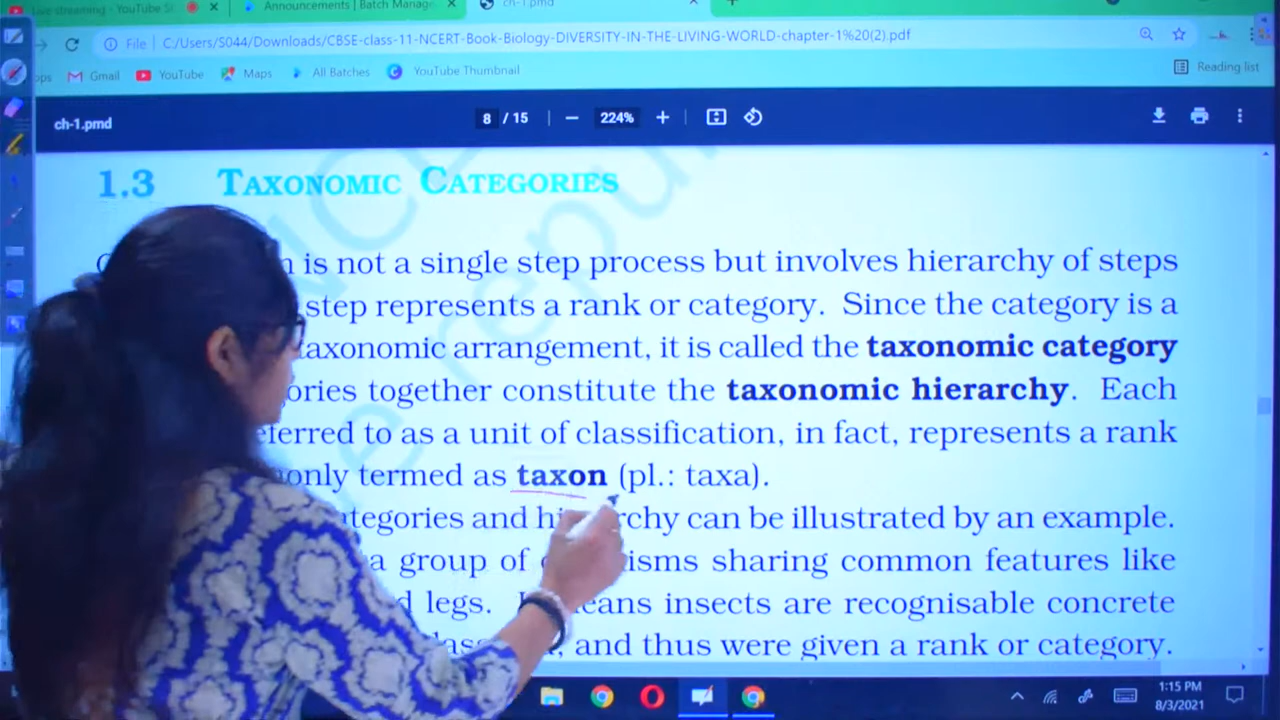 Live streaming - YouTube St
Announcements | Batch Manage
ch-1.pmd
File | C:/Users/S044/Downloads/CBSE-class-11-NCERT-Book-Biology-DIVERSITY-IN-THE-LIVING-WORLD-chapter-1%20(2).pdf
Gmail YouTube Maps All Batches YouTube Thumbnail Reading list
ch-1.pmd 8 / 15 224%
1.3 TAXONOMIC CATEGORIES
is not a single step process but involves hierarchy of steps
step represents a rank or category. Since the category is a
taxonomic arrangement, it is called the taxonomic category
ories together constitute the taxonomic hierarchy. Each
eferred to as a unit of classification, in fact, represents a rank
only termed as taxon (pl.: taxa).
ategories and hi rchy can be illustrated by an example.
a group of isms sharing common features like
d legs. means insects are recognisable concrete
, and thus were given a rank or category.
1:15 PM
8/3/2021